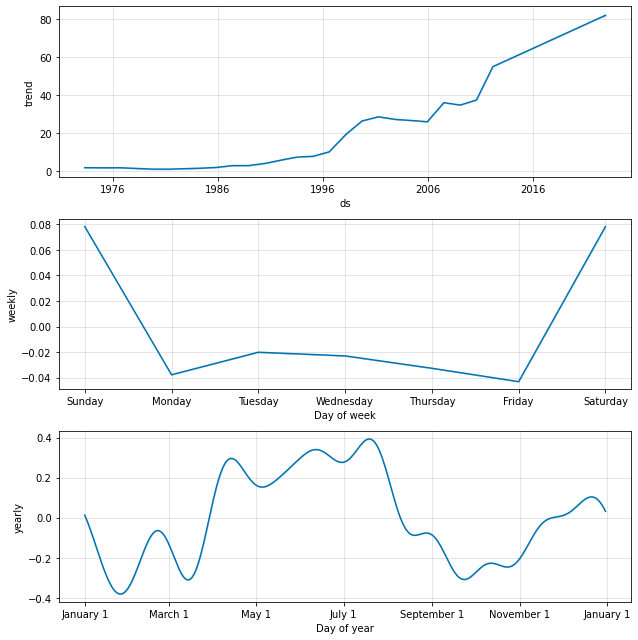 80
60
40
20
0
trend
1976 1986 1996 2006 2016
ds
0.08
0.06
0.04
0.02
0.00
−0.02
−0.04
weekly
Sunday Monday Tuesday Wednesday Thursday Friday Saturday
Day of week
0.4
0.2
0.0
−0.2
−0.4
yearly
January 1 March 1 May 1 July 1 September 1 November 1 January 1
Day of year